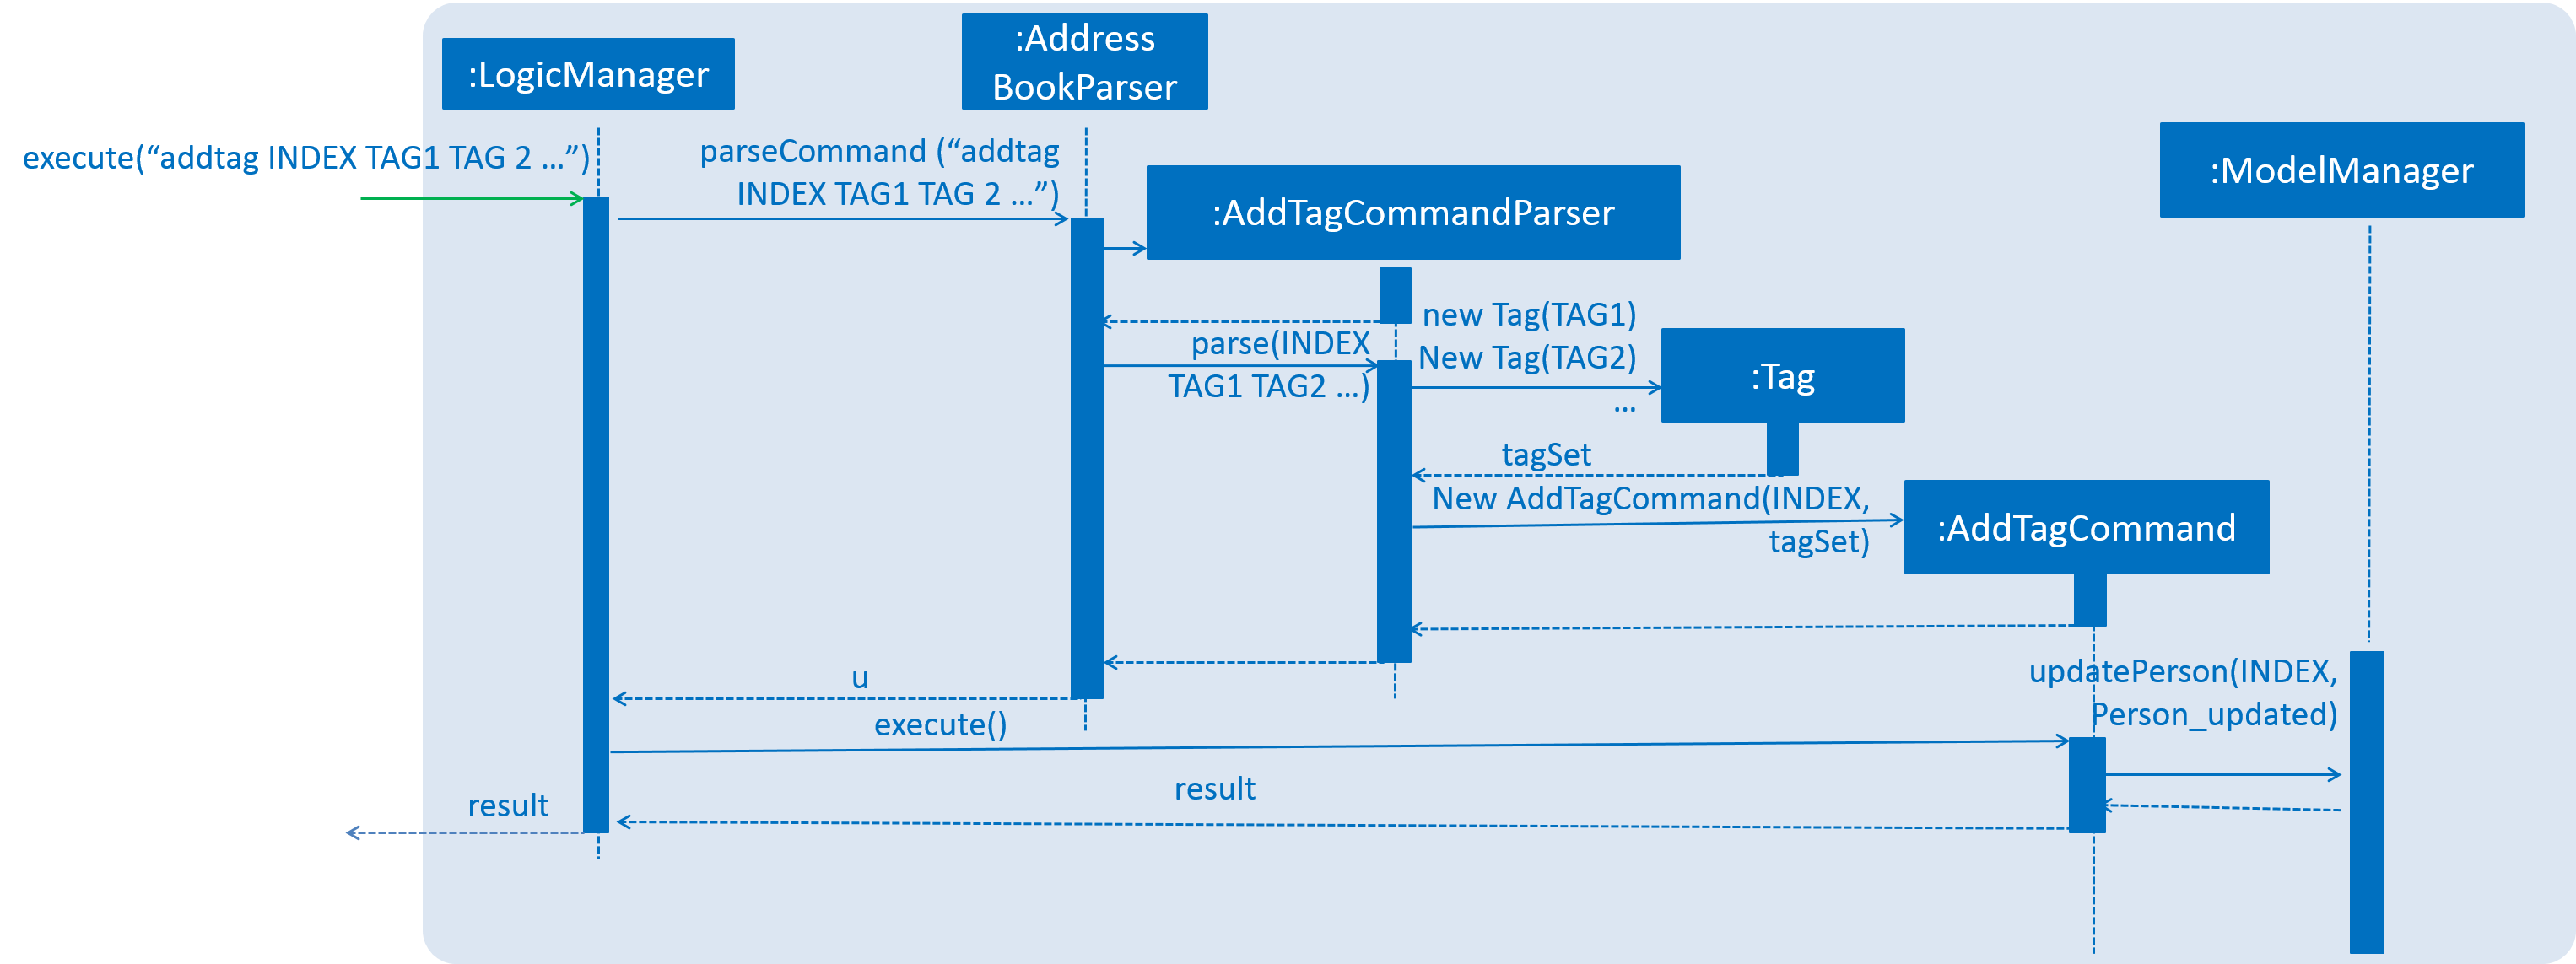 :LogicManager
:Address
BookParser
execute(“addtag INDEX TAG1 TAG 2 …”)
parseCommand (“addtag
INDEX TAG1 TAG 2 …”)
:AddTagCommandParser
:ModelManager
new Tag(TAG1)
New Tag(TAG2)
…
parse(INDEX
TAG1 TAG2 …)
:Tag
tagSet
New AddTagCommand(INDEX,
tagSet)
:AddTagCommand
u
execute()
updatePerson(INDEX,
Person_updated)
result
result